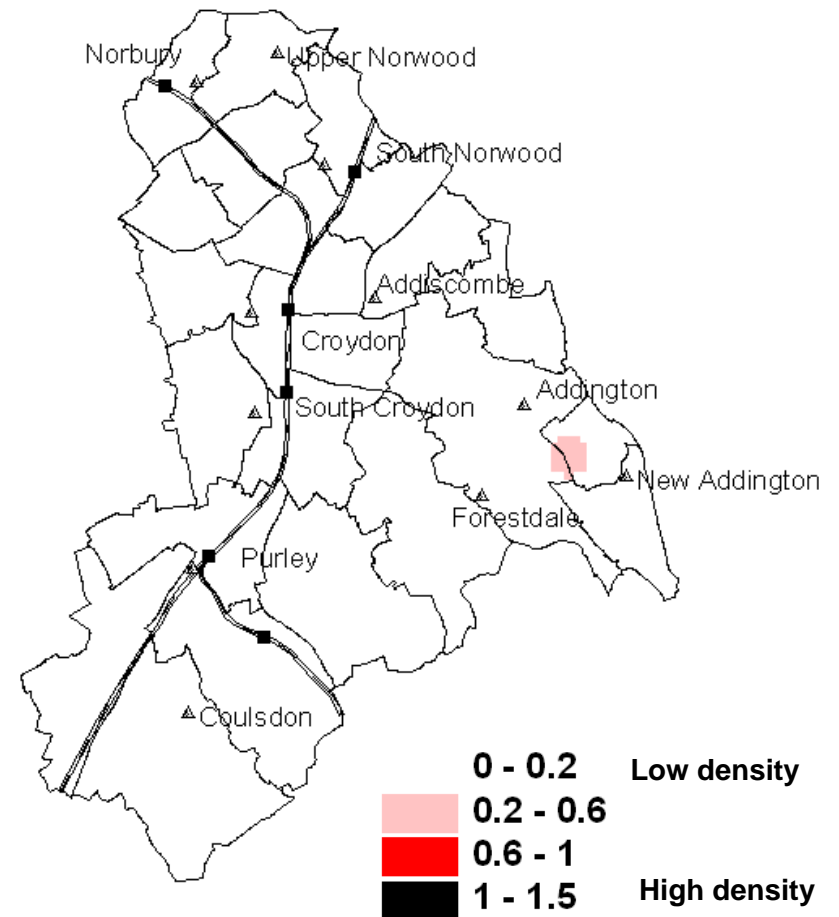 Norbury
Upper Norwood
South Norwood
Addiscombe
Croydon
Addington
South Croydon
New Addington
Forestdale
Purley
Coulsdon
0 - 0.2 Low density
0.2 - 0.6
0.6 - 1
1 - 1.5 High density